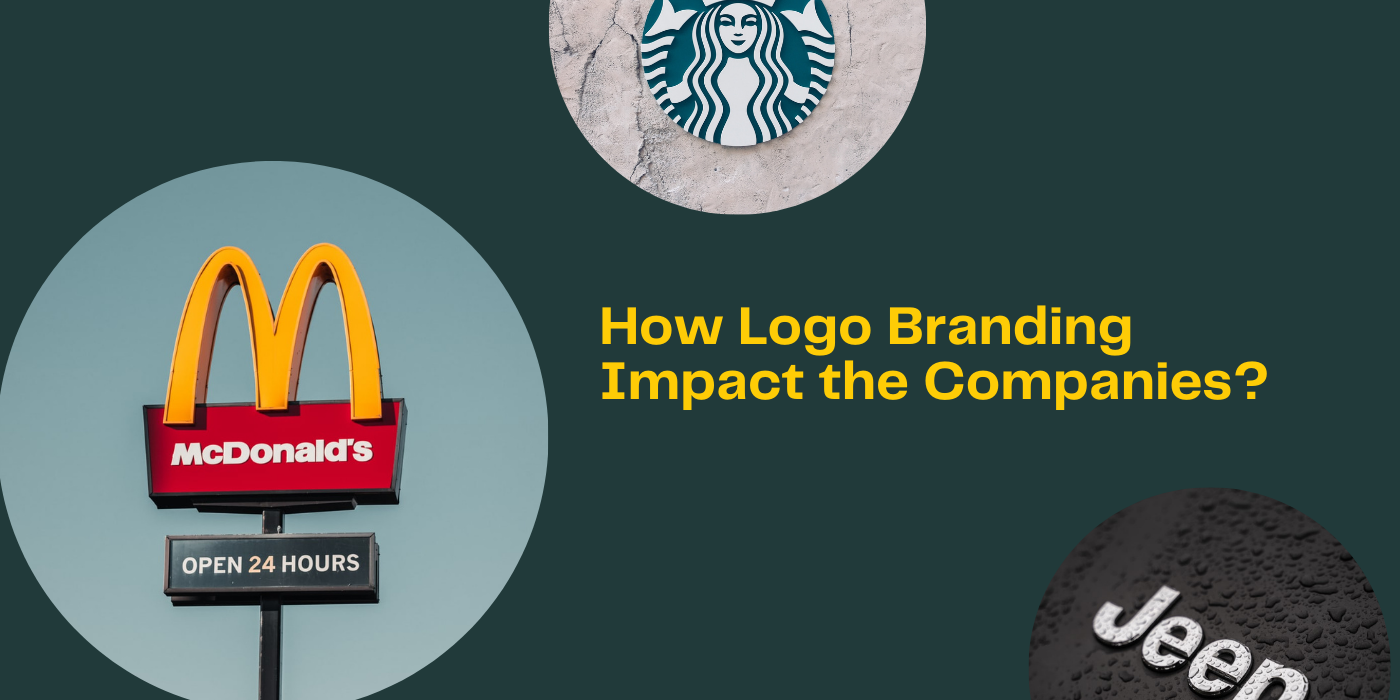 How Logo Branding
Impact the Companies?
McDonald's
OPEN 24 HOURS
Jeep